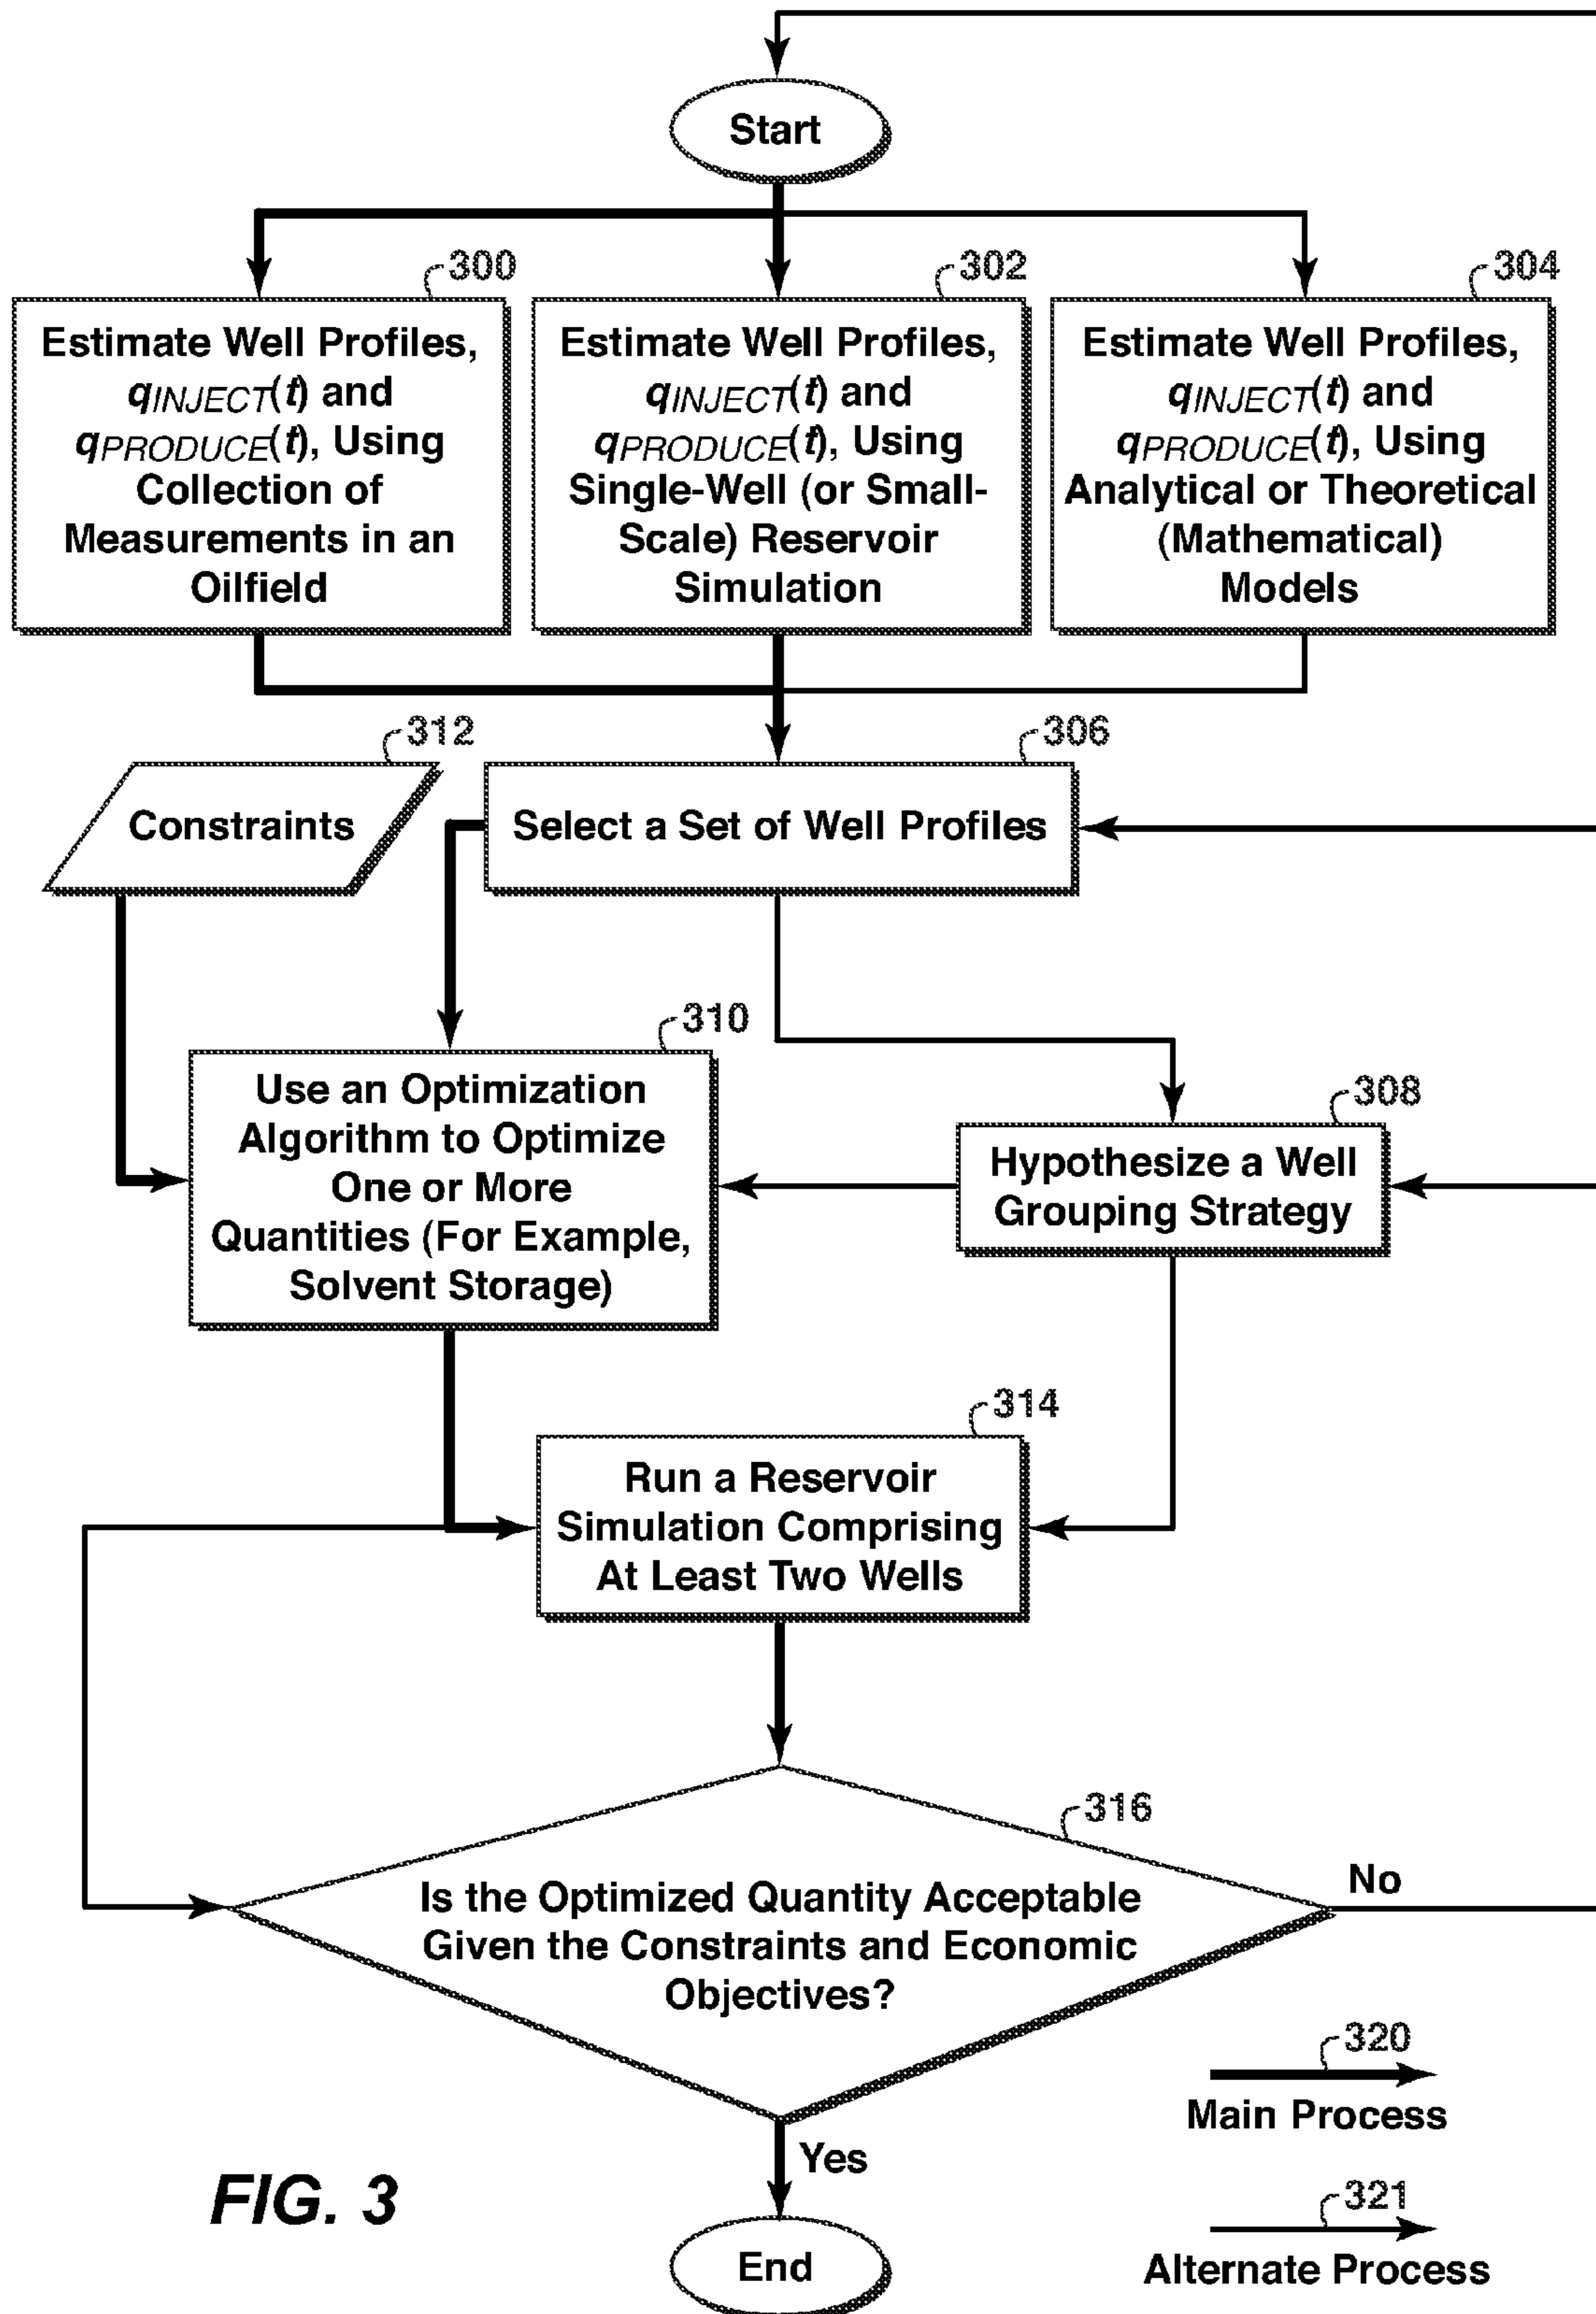 Start
300
Estimate Well Profiles,
qINJECT(t) and
qPRODUCE(t), Using
Collection of
Measurements in an
Oilfield
302
Estimate Well Profiles,
qINJECT(t) and
qPRODUCE(t), Using
Single-Well (or Small-
Scale) Reservoir
Simulation
304
Estimate Well Profiles,
qINJECT(t) and
qPRODUCE(t), Using
Analytical or Theoretical
(Mathematical)
Models
312
Constraints
306
Select a Set of Well Profiles
310
Use an Optimization
Algorithm to Optimize
One or More
Quantities (For Example,
Solvent Storage)
308
Hypothesize a Well
Grouping Strategy
314
Run a Reservoir
Simulation Comprising
At Least Two Wells
316
Is the Optimized Quantity Acceptable
Given the Constraints and Economic
Objectives?
No
Yes
End
320
Main Process
321
Alternate Process
FIG. 3